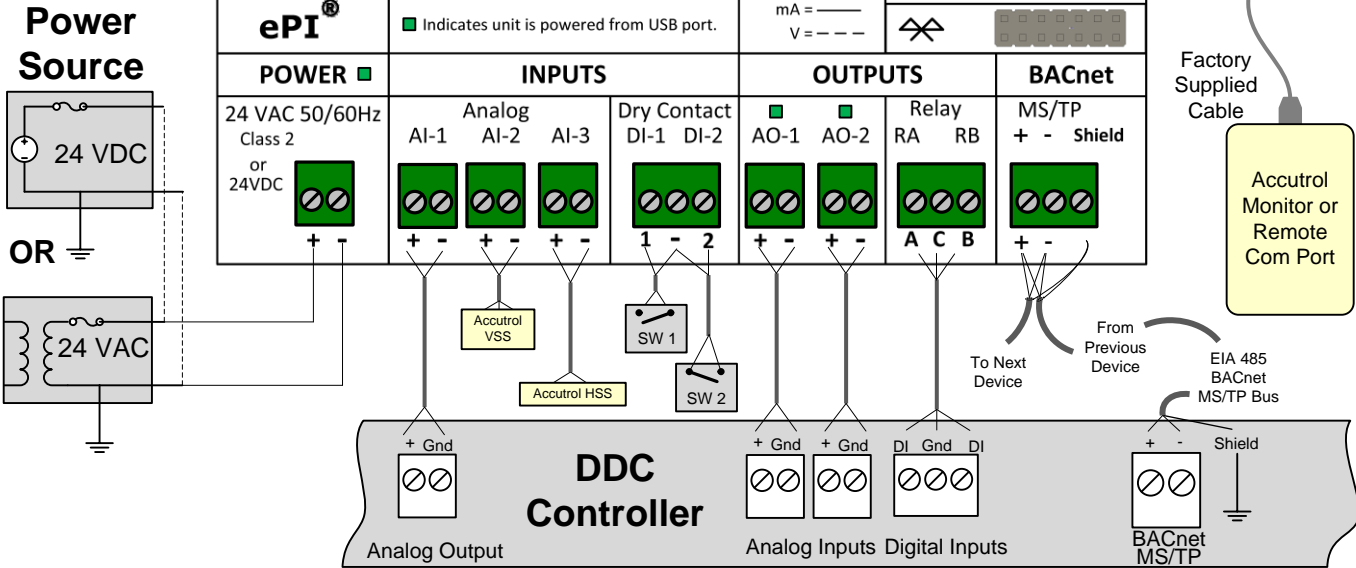 Power
Source
ePI®
Indicates unit is powered from USB port.
mA =
V =
POWER
INPUTS
OUTPUTS
BACnet
24 VAC 50/60Hz
Class 2
or
24VDC
Analog
AI-1 AI-2 AI-3
Dry Contact
DI-1 DI-2
AO-1 AO-2
Relay
RA RB
MS/TP
+ - Shield
+ -
+ -
+ -
+ -
1 - 2
+ -
+ -
A C B
+ -
Factory
Supplied
Cable
Accutrol
Monitor or
Remote
Com Port
+
-
24 VDC
OR
24 VAC
Accutrol
VSS
Accutrol HSS
SW 1
SW 2
To Next
Device
From
Previous
Device
EIA 485
BACnet
MS/TP Bus
+ Gnd
DDC
Controller
Analog Output
+ Gnd
+ Gnd
Analog Inputs
DI Gnd DI
Digital Inputs
+ -
Shield
BACnet
MS/TP